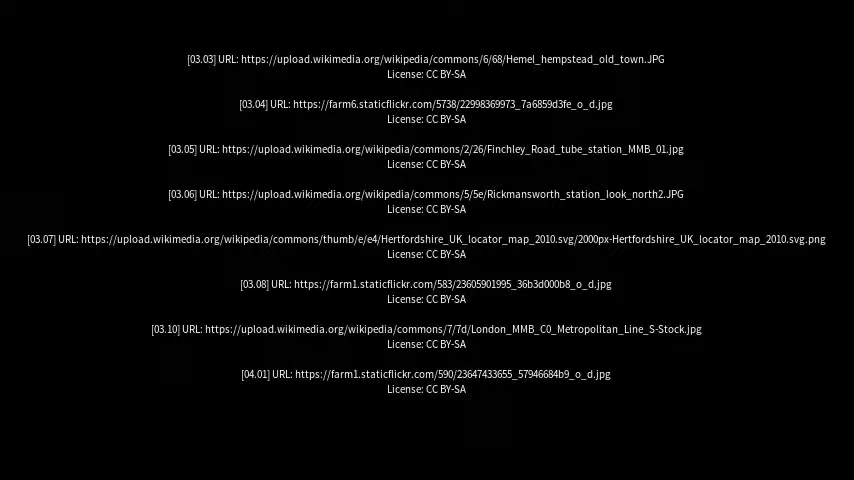 [03.03] URL: https://upload.wikimedia.org/wikipedia/commons/6/68/Hemel_hempstead_old_town.JPG
License: CC BY-SA
[03.04] URL: https://farm6.staticflickr.com/5738/22998369973_7a6859d3fe_o_d.jpg
License: CC BY-SA
[03.05] URL: https://upload.wikimedia.org/wikipedia/commons/2/26/Finchley_Road_tube_station_MMB_01.jpg
License: CC BY-SA
[03.06] URL: https://upload.wikimedia.org/wikipedia/commons/5/5e/Rickmansworth_station_look_north2.JPG
License: CC BY-SA
[03.07] URL: https://upload.wikimedia.org/wikipedia/commons/thumb/e/e4/Hertfordshire_UK_locator_map_2010.svg/2000px-Hertfordshire_UK_locator_map_2010.svg.png
License: CC BY-SA
[03.08] URL: https://farm1.staticflickr.com/583/23605901995_36b3d000b8_o_d.jpg
License: CC BY-SA
[03.10] URL: https://upload.wikimedia.org/wikipedia/commons/7/7d/London_MMB_C0_Metropolitan_Line_S-Stock.jpg
License: CC BY-SA
[04.01] URL: https://farm1.staticflickr.com/590/23647433655_57946684b9_o_d.jpg
License: CC BY-SA